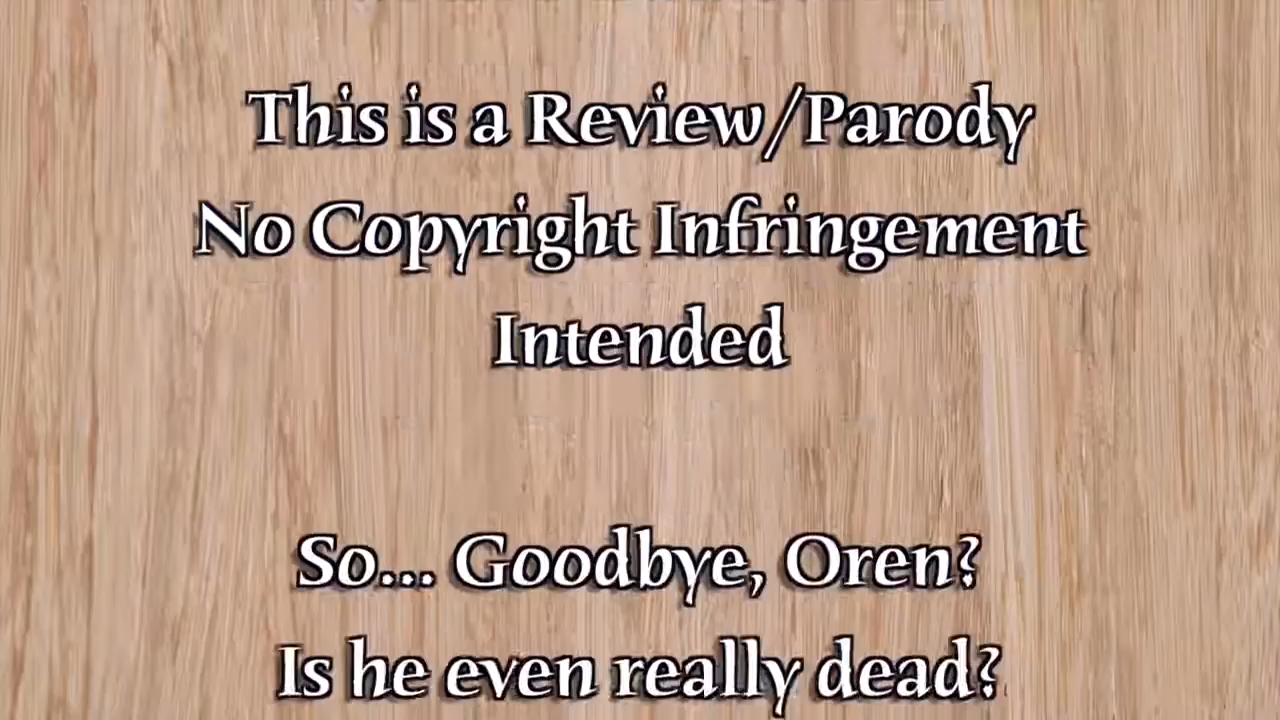 This is a Review/Parody
No Copyright Infringement
Intended
So... Goodbye, Oren?
Is he even really dead?